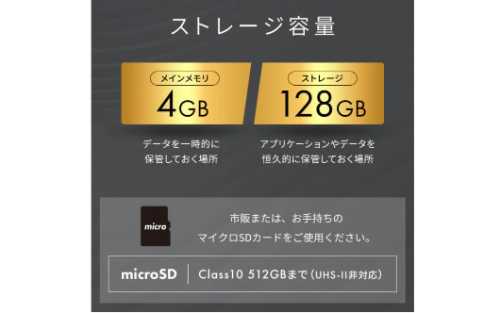 ストレージ容量
メインメモリ
4GB
ストレージ
128GB
データを一時的に
保管しておく場所
アプリケーションやデータを
恒久的に保管しておく場所
micro
市販または、お手持ちの
マイクロSDカードをご使用ください。
microSD
Class10 512GBまで(UHS-II非対応)